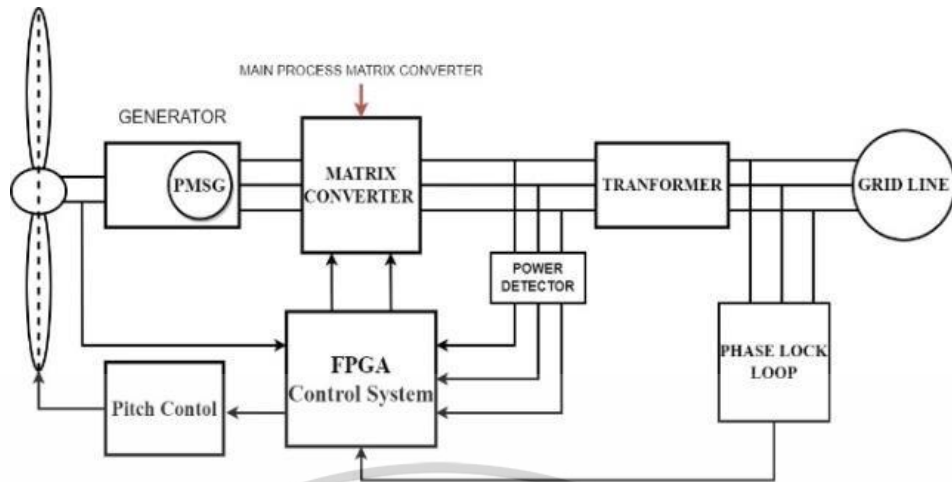 MAIN PROCESS MATRIX CONVERTER
GENERATOR
PMSG
MATRIX
CONVERTER
TRANFORMER
GRID LINE
POWER
DETECTOR
FPGA
Control System
PHASE LOCK
LOOP
Pitch Contol